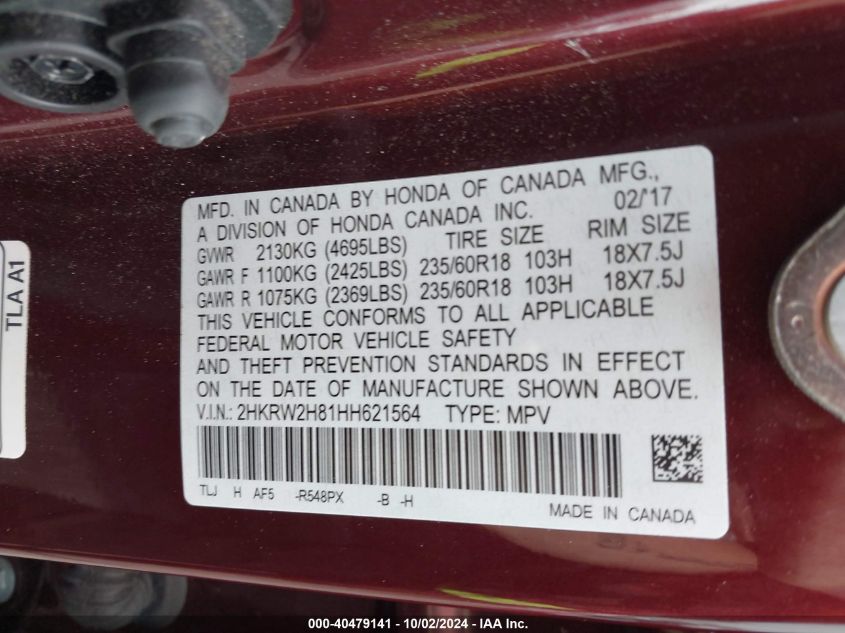 MFD. IN CANADA BY HONDA OF CANADA MFG.,
A DIVISION OF HONDA CANADA INC. 02/'17
GVWR 2130KG (4695LBS) TIRE SIZE RIM SIZE
GAWR F 1100KG (2425LBS) 235/60R18 103H 18X7.5J
GAWR R 1075KG (2369LBS) 235/60R18 103H 18X7.5J
THIS VEHICLE CONFORMS TO ALL APPLICABLE
FEDERAL MOTOR VEHICLE SAFETY
AND THEFT PREVENTION STANDARDS IN EFFECT
ON THE DATE OF MANUFACTURE SHOWN ABOVE.
V.I.N.: 2HKRW2H81HH621564 TYPE: MPV
TLJ H AF5 -R548PX -B -H
MADE IN CANADA
TLA A1
000-40479141 - 10/02/2024 - IAA Inc.